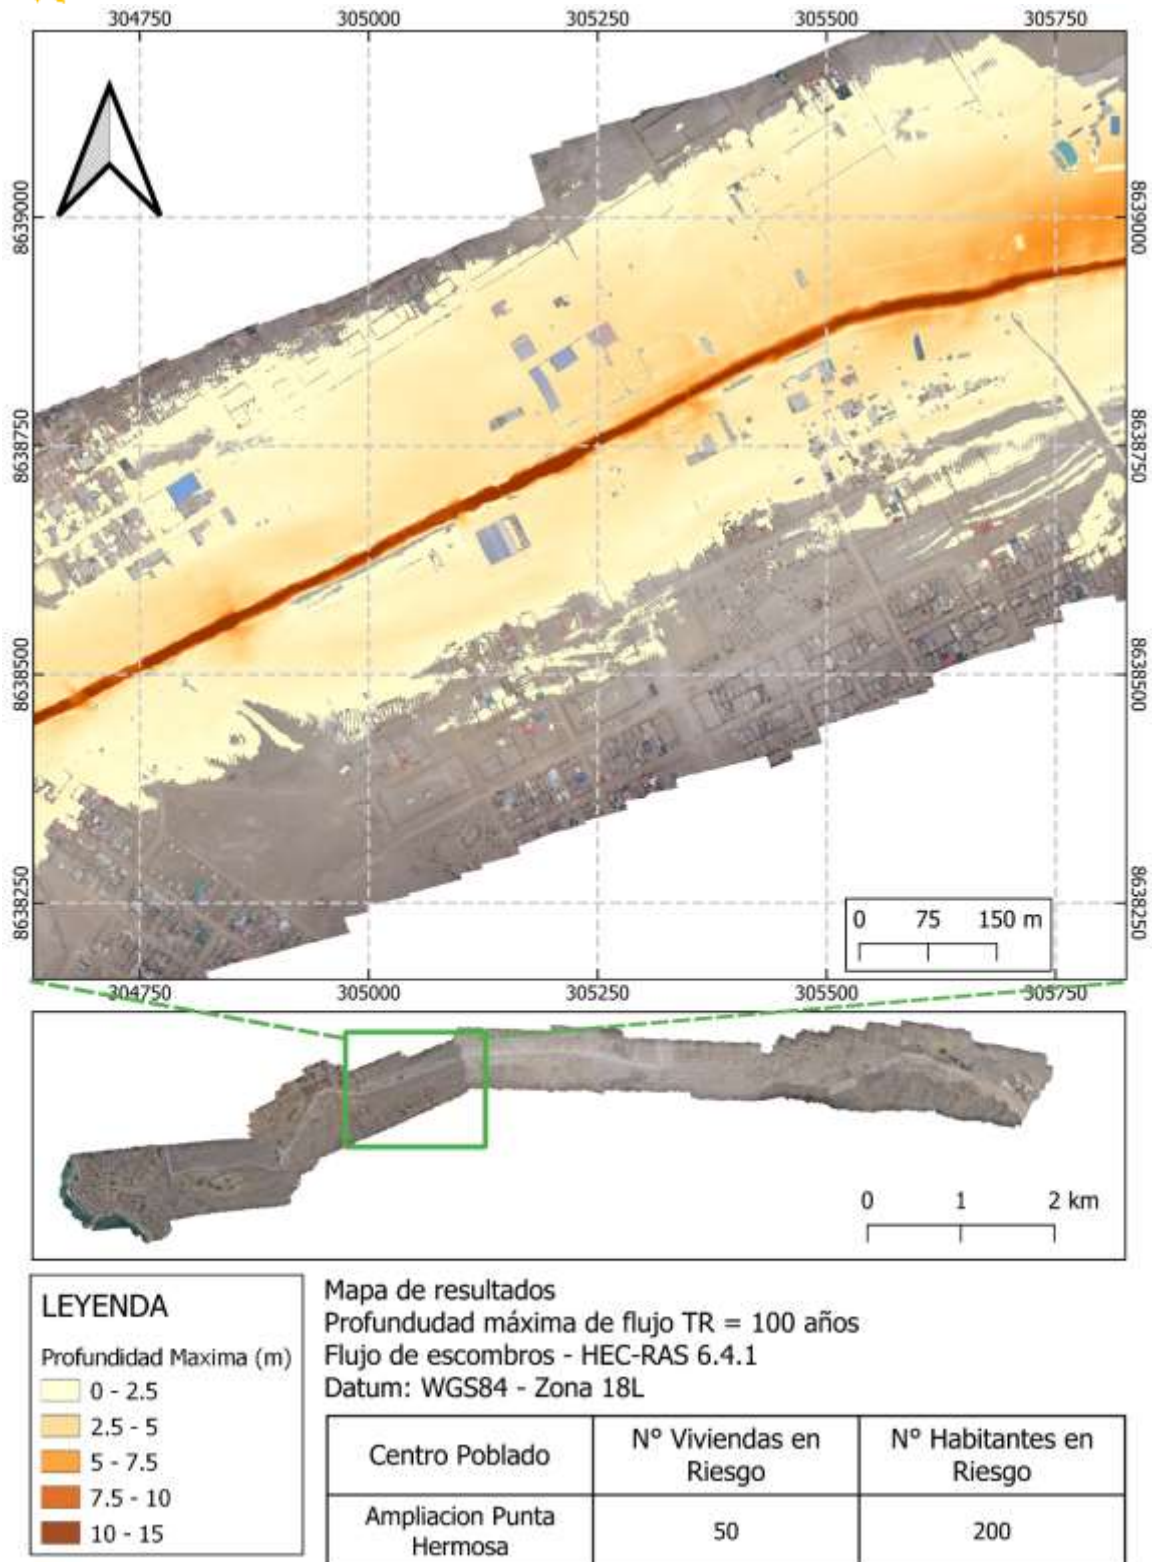 304750 305000 305250 305500 305750
8639000 8639000
8638750 8638750
8638500 8638500
8638250 8638250
0 75 150 m
304750 305000 305250 305500 305750
0 1 2 km
LEYENDA
Profundidad Maxima (m)
0 - 2.5
2.5 - 5
5 - 7.5
7.5 - 10
10 - 15
Mapa de resultados
Profundudad máxima de flujo TR = 100 años
Flujo de escombros - HEC-RAS 6.4.1
Datum: WGS84 - Zona 18L
Centro Poblado
N° Viviendas en
Riesgo
N° Habitantes en
Riesgo
Ampliacion Punta
Hermosa
50
200